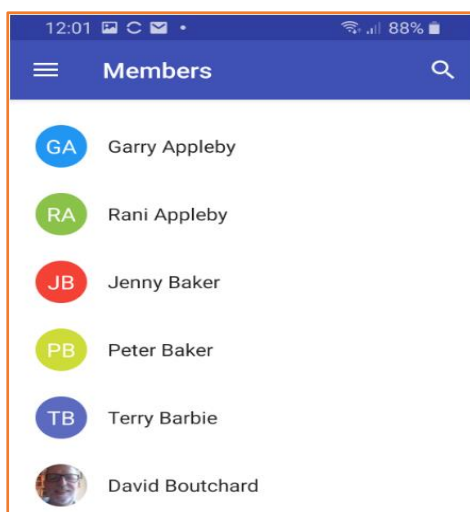 12:01 88%
Members
GA Garry Appleby
RA Rani Appleby
JB Jenny Baker
PB Peter Baker
TB Terry Barbie
David Boutchard